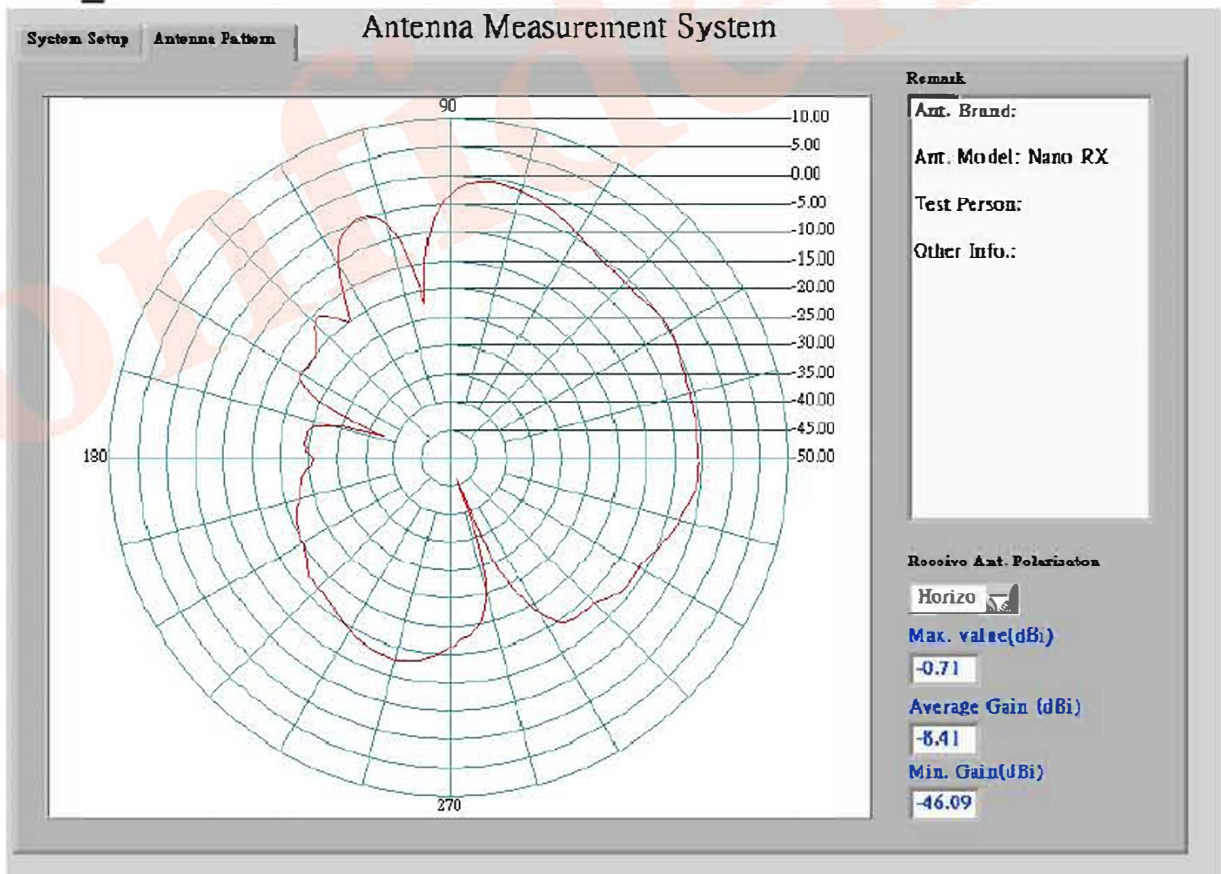 Antenna Measurement System
System Setup
Antenna Pattern
90
180
270
10.00
5.00
0.00
-5.00
-10.00
-15.00
-20.00
-25.00
-30.00
-35.00
-40.00
-45.00
-50.00
Remark
Ant. Brand:
Ant. Model: Nano RX
Test Person:
Other Info.:
Receive Ant. Polarisaton
Horizo
Max. value(dBi)
-0.71
Average Gain (dBi)
-8.41
Min. Gain(dBi)
-46.09